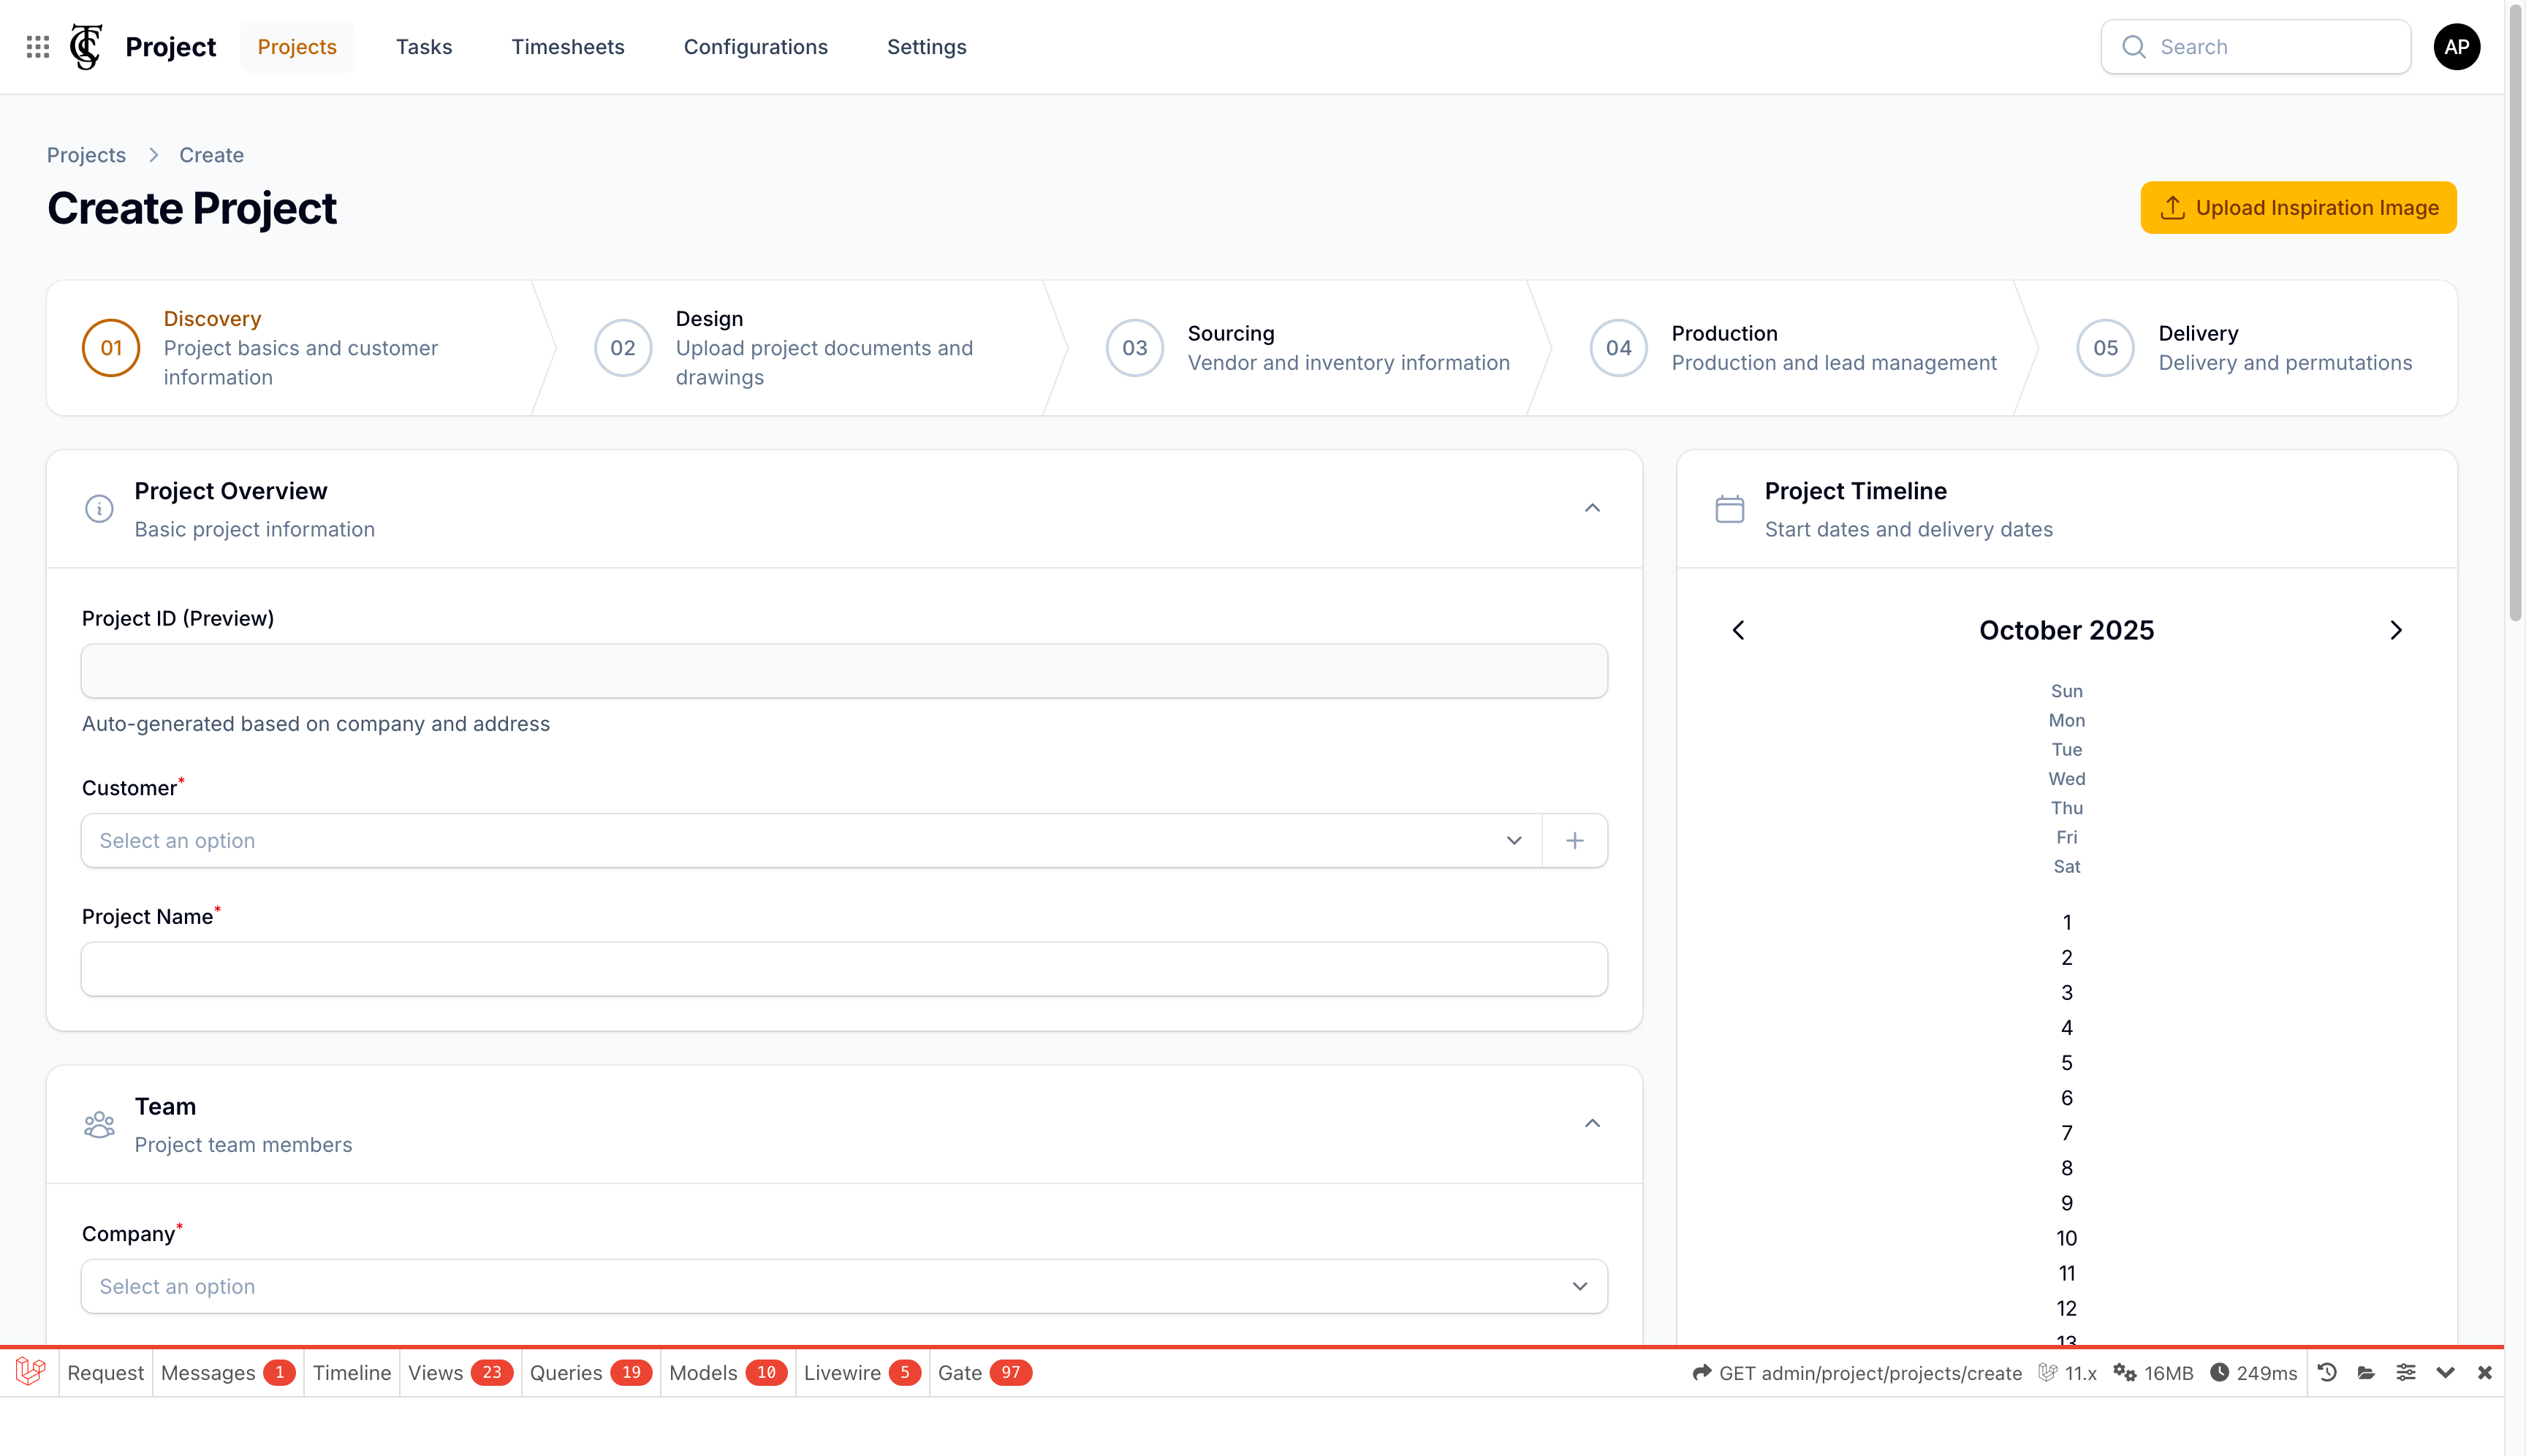 Project
Projects
Tasks
Timesheets
Configurations
Settings
Search
AP
Projects
Create
Create Project
Upload Inspiration Image
01
Discovery
Project basics and customer
information
02
Design
Upload project documents and
drawings
03
Sourcing
Vendor and inventory information
04
Production
Production and lead management
05
Delivery
Delivery and permutations
Project Overview
Basic project information
Project ID (Preview)
Auto-generated based on company and address
Customer*
Select an option
Project Name*
Team
Project team members
Company*
Select an option
Project Timeline
Start dates and delivery dates
October 2025
Sun
Mon
Tue
Wed
Thu
Fri
Sat
1
2
3
4
5
6
7
8
9
10
11
12
13
Request
Messages 1
Timeline
Views 23
Queries 19
Models 10
Livewire 5
Gate 97
GET admin/project/projects/create
11.x
16MB
249ms